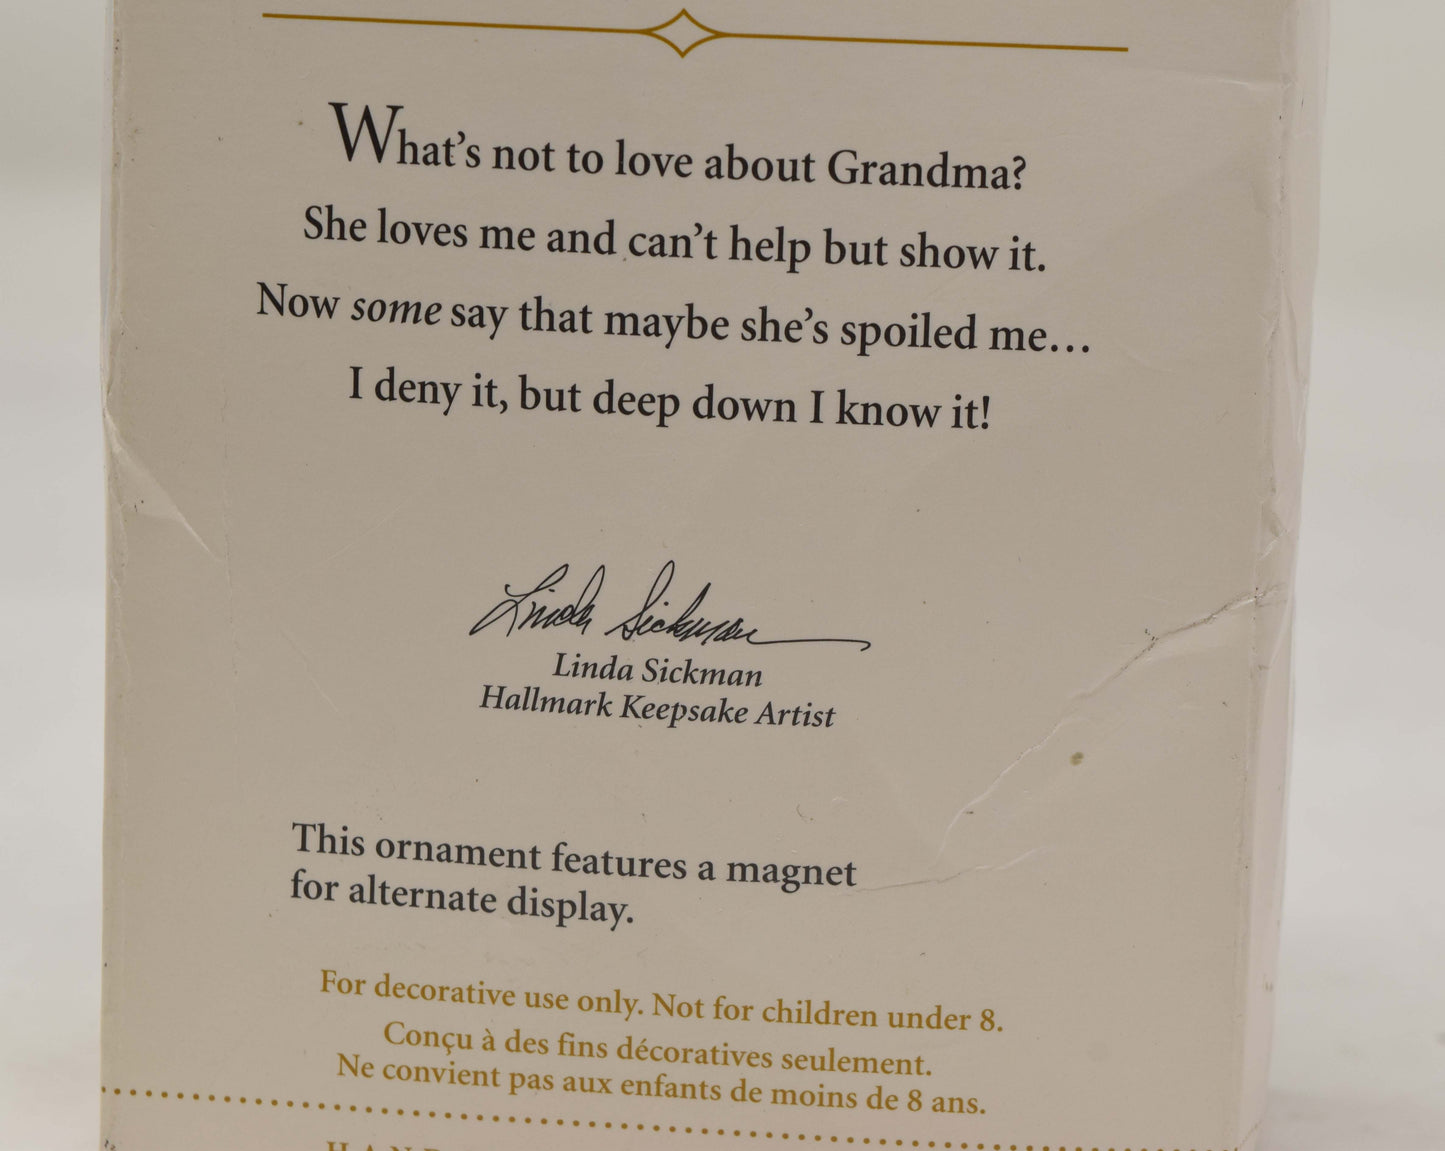 What's not to love about Grandma?
She loves me and can't help but show it.
Now some say that maybe she's spoiled me...
I deny it, but deep down I know it!
Linda Sickman
Linda Sickman
Hallmark Keepsake Artist
This ornament features a magnet
for alternate display.
For decorative use only. Not for children under 8.
Conçu à des fins décoratives seulement.
Ne convient pas aux enfants de moins de 8 ans.